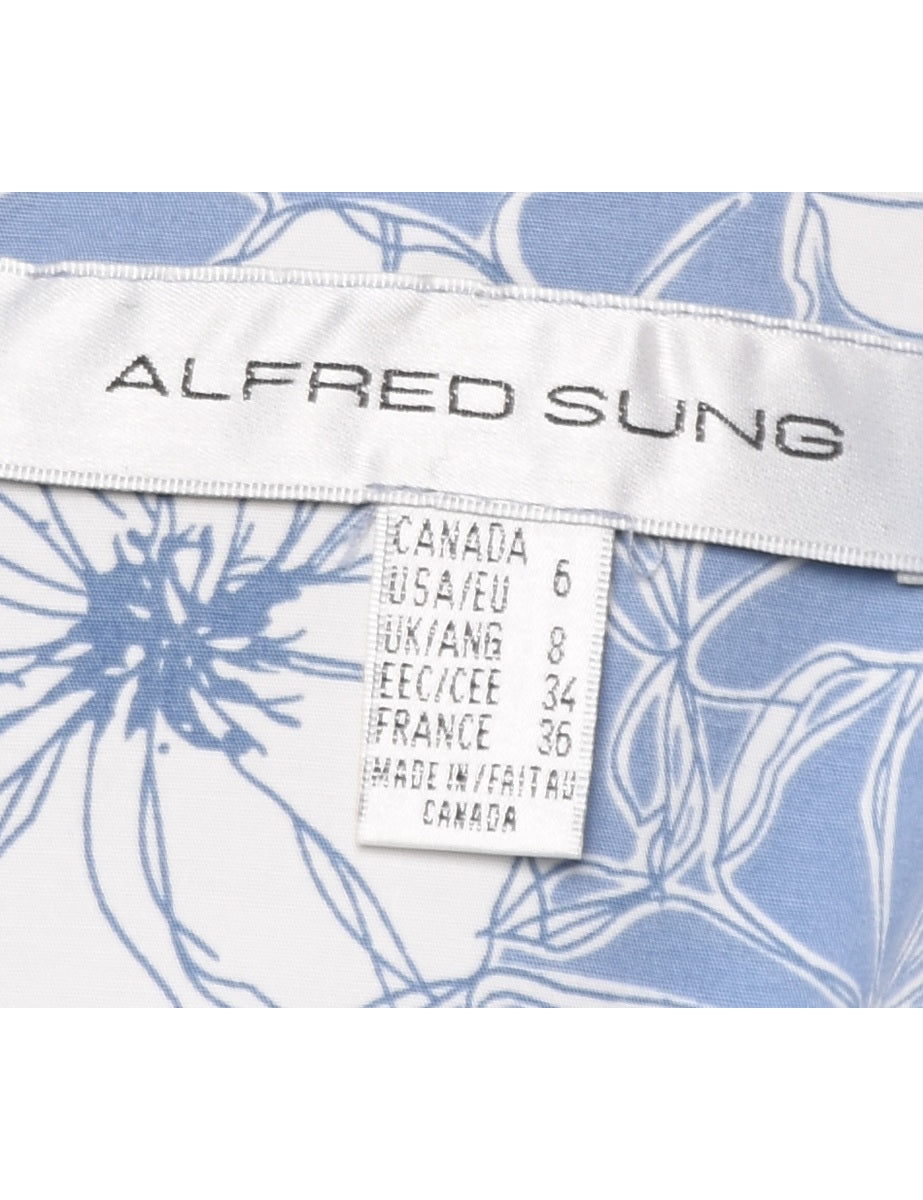 ALFRED SUNG
CANADA
USA/EU 6
UK/ANG 8
EEC/CEE 34
FRANCE 36
MADE IN/FAIT AU
CANADA